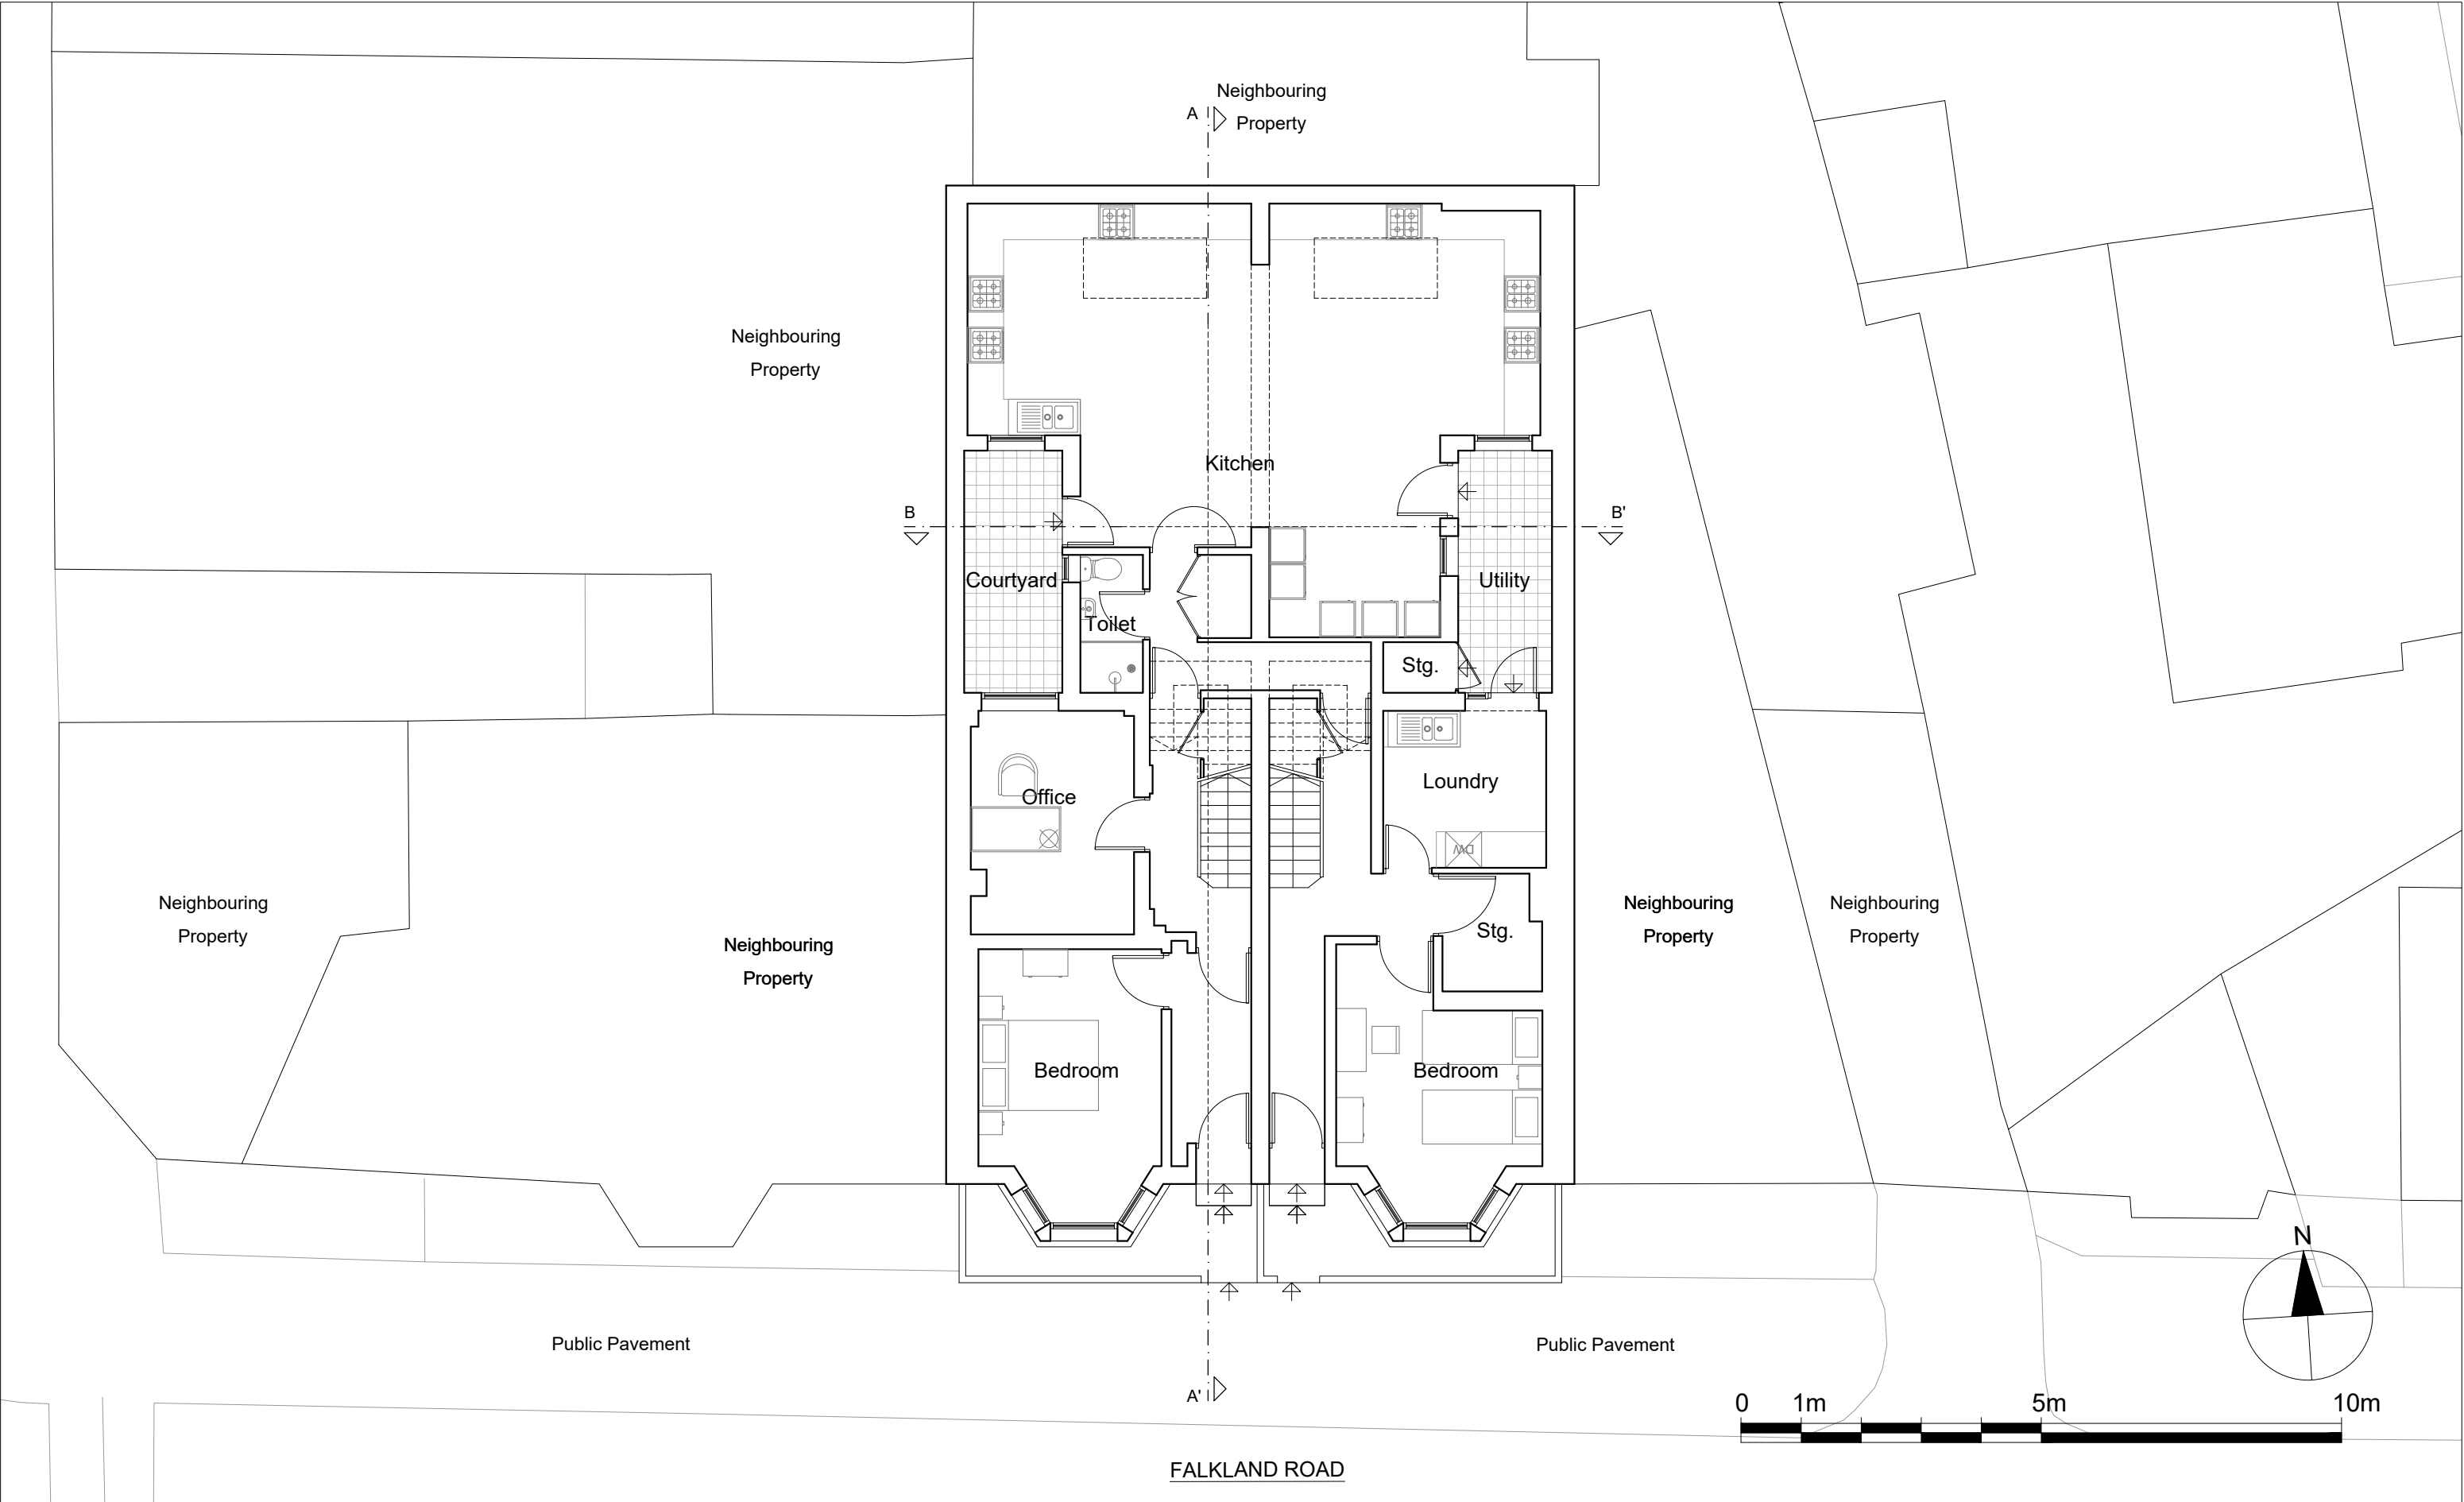 Neighbouring
Property
A
Neighbouring
Property
Kitchen
B
B'
Courtyard
Utility
Toilet
Stg.
Loundry
Office
DW
Neighbouring
Property
Neighbouring
Property
Neighbouring
Property
Neighbouring
Property
Stg.
Bedroom
Bedroom
N
Public Pavement
Public Pavement
A'
0 1m 5m 10m
FALKLAND ROAD